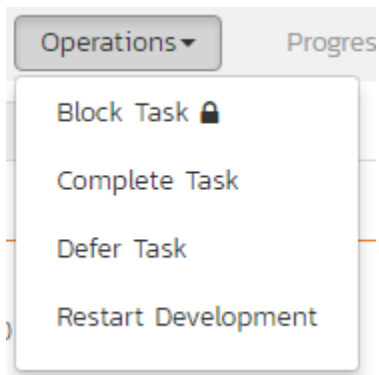 Operations
Progres
Block Task
Complete Task
Defer Task
Restart Development